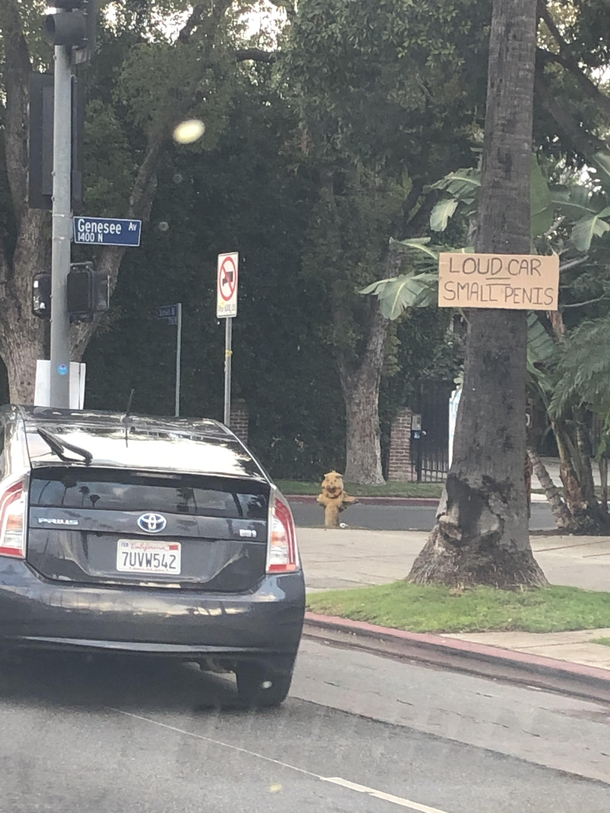 Genesee Av
1400 N
LOUD CAR
SMALL PENIS
PRIUS
California
7UVW542